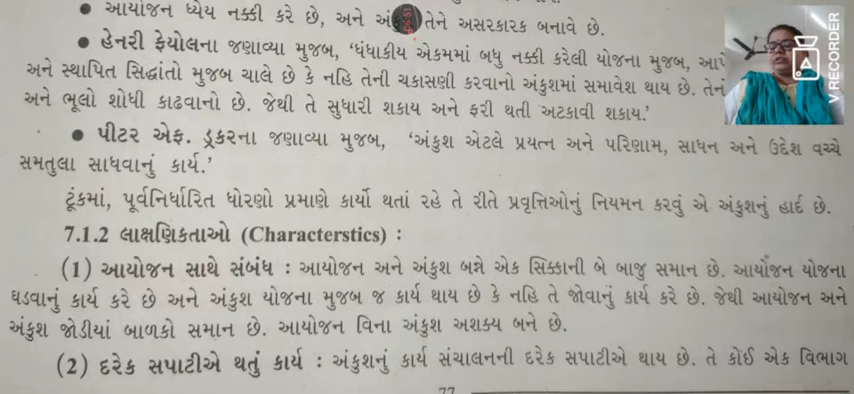 • આયોજન ધ્યેય નક્કી કરે છે, અને તેને અસરકારક બનાવે છે.
• હેનરી ફેયોલના જણાવ્યા મુજબ, ‘ધંધાકીય એકમમાં બધુ નક્કી કરેલી યોજના મુજબ,
અને સ્થાપિત સિદ્ધાંતો મુજબ ચાલે છે કે નહિ તેની ચકાસણી કરવાનો અંકુશમાં સમાવેશ થાય છે.
અને ભૂલો શોધી કાઢવાનો છે. જેથી તે સુધારી શકાય અને ફરી થતી અટકાવી શકાય.’
• પીટર એફ. ડ્રકરના જણાવ્યા મુજબ, ‘અંકુશ એટલે પ્રયત્ન અને પરિણામ, સાધન અને ઉદ્દેશ વચ્ચે
સમતુલા સાધવાનું કાર્ય.’
ટૂંકમાં, પૂર્વનિર્ધારિત ધોરણો પ્રમાણે કાર્યો થતાં રહે તે રીતે પ્રવૃત્તિઓનું નિયમન કરવું એ અંકુશનું હાર્દ છે.
7.1.2 લાક્ષણિકતાઓ (Characterstics) :
(1) આયોજન સાથે સંબંધ : આયોજન અને અંકુશ બન્ને એક સિક્કાની બે બાજુ સમાન છે. આયોજન યોજના
ઘડવાનું કાર્ય કરે છે અને અંકુશ યોજના મુજબ જ કાર્ય થાય છે કે નહિ તે જોવાનું કાર્ય કરે છે. જેથી આયોજન અને
અંકુશ જોડીયાં બાળકો સમાન છે. આયોજન વિના અંકુશ અશક્ય બને છે.
(2) દરેક સપાટીએ થતું કાર્ય : અંકુશનું કાર્ય સંચાલનની દરેક સપાટીએ થાય છે. તે કોઈ એક વિભાગ
77
V RECORDER